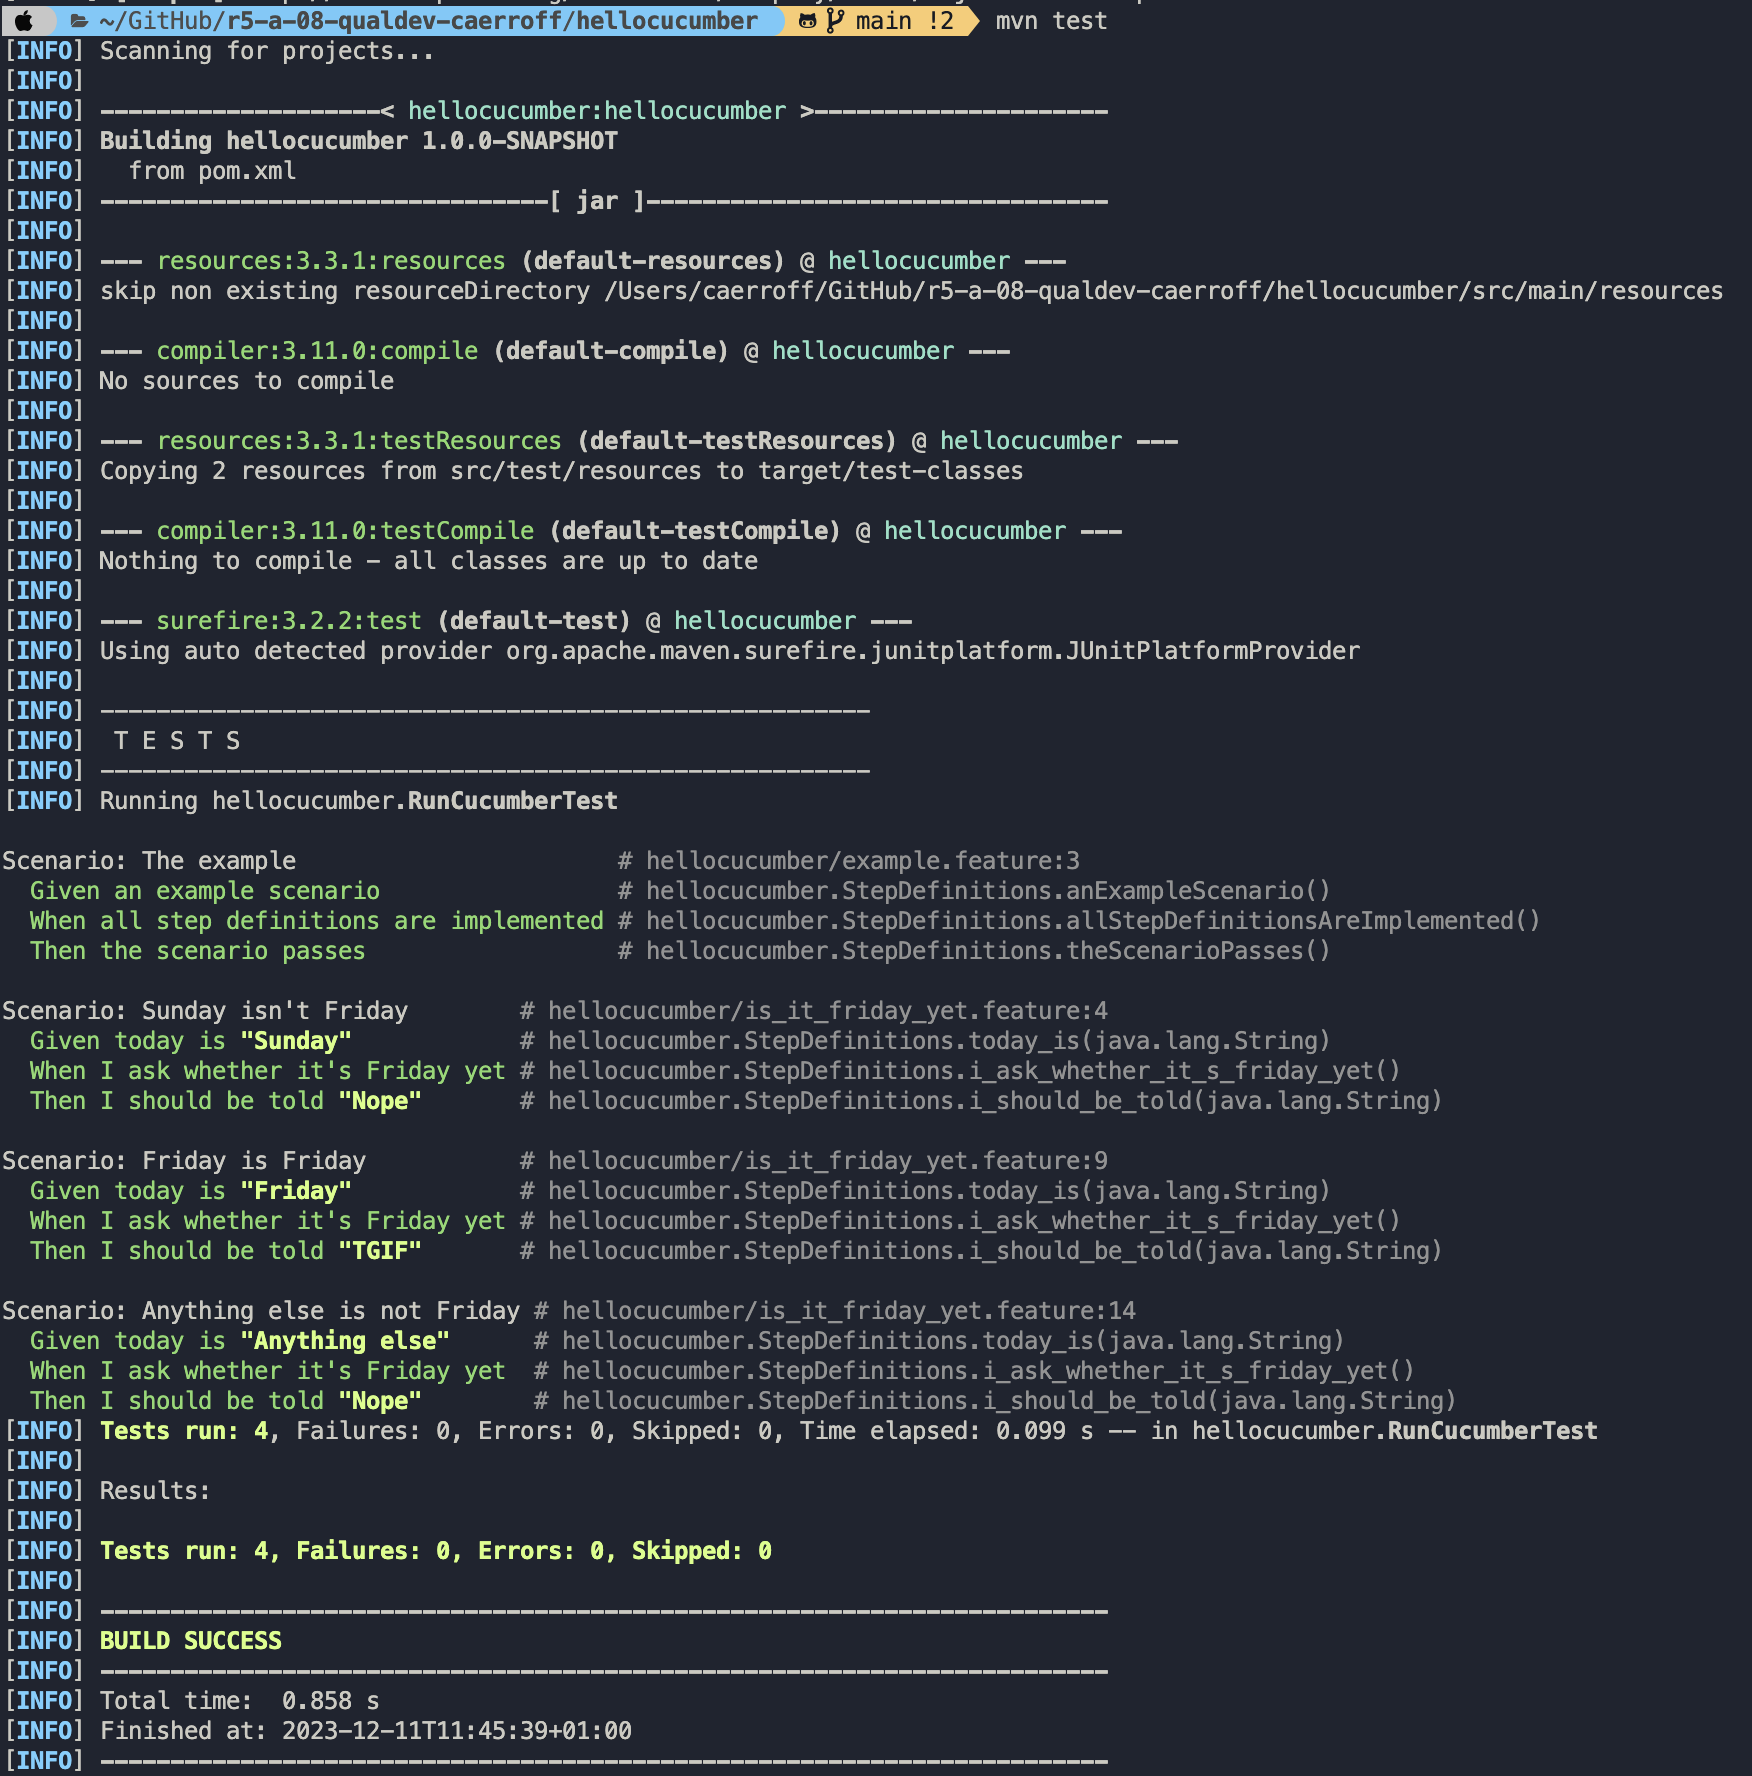 ~/GitHub/r5-a-08-qualdev-caerroff/hellocucumber main !2 mvn test
[INFO] Scanning for projects...
[INFO]
[INFO] --------------------< hellocucumber:hellocucumber >---------------------
[INFO] Building hellocucumber 1.0.0-SNAPSHOT
[INFO]   from pom.xml
[INFO] --------------------------------[ jar ]---------------------------------
[INFO]
[INFO] --- resources:3.3.1:resources (default-resources) @ hellocucumber ---
[INFO] skip non existing resourceDirectory /Users/caerroff/GitHub/r5-a-08-qualdev-caerroff/hellocucumber/src/main/resources
[INFO]
[INFO] --- compiler:3.11.0:compile (default-compile) @ hellocucumber ---
[INFO] No sources to compile
[INFO]
[INFO] --- resources:3.3.1:testResources (default-testResources) @ hellocucumber ---
[INFO] Copying 2 resources from src/test/resources to target/test-classes
[INFO]
[INFO] --- compiler:3.11.0:testCompile (default-testCompile) @ hellocucumber ---
[INFO] Nothing to compile - all classes are up to date
[INFO]
[INFO] --- surefire:3.2.2:test (default-test) @ hellocucumber ---
[INFO] Using auto detected provider org.apache.maven.surefire.junitplatform.JUnitPlatformProvider
[INFO]
[INFO] -------------------------------------------------------
[INFO]  T E S T S
[INFO] -------------------------------------------------------
[INFO] Running hellocucumber.RunCucumberTest
Scenario: The example                       # hellocucumber/example.feature:3
  Given an example scenario                 # hellocucumber.StepDefinitions.anExampleScenario()
  When all step definitions are implemented # hellocucumber.StepDefinitions.allStepDefinitionsAreImplemented()
  Then the scenario passes                  # hellocucumber.StepDefinitions.theScenarioPasses()
Scenario: Sunday isn't Friday        # hellocucumber/is_it_friday_yet.feature:4
  Given today is "Sunday"            # hellocucumber.StepDefinitions.today_is(java.lang.String)
  When I ask whether it's Friday yet # hellocucumber.StepDefinitions.i_ask_whether_it_s_friday_yet()
  Then I should be told "Nope"       # hellocucumber.StepDefinitions.i_should_be_told(java.lang.String)
Scenario: Friday is Friday           # hellocucumber/is_it_friday_yet.feature:9
  Given today is "Friday"            # hellocucumber.StepDefinitions.today_is(java.lang.String)
  When I ask whether it's Friday yet # hellocucumber.StepDefinitions.i_ask_whether_it_s_friday_yet()
  Then I should be told "TGIF"       # hellocucumber.StepDefinitions.i_should_be_told(java.lang.String)
Scenario: Anything else is not Friday # hellocucumber/is_it_friday_yet.feature:14
  Given today is "Anything else"      # hellocucumber.StepDefinitions.today_is(java.lang.String)
  When I ask whether it's Friday yet  # hellocucumber.StepDefinitions.i_ask_whether_it_s_friday_yet()
  Then I should be told "Nope"        # hellocucumber.StepDefinitions.i_should_be_told(java.lang.String)
[INFO] Tests run: 4, Failures: 0, Errors: 0, Skipped: 0, Time elapsed: 0.099 s -- in hellocucumber.RunCucumberTest
[INFO]
[INFO] Results:
[INFO]
[INFO] Tests run: 4, Failures: 0, Errors: 0, Skipped: 0
[INFO]
[INFO] ------------------------------------------------------------------------
[INFO] BUILD SUCCESS
[INFO] ------------------------------------------------------------------------
[INFO] Total time:  0.858 s
[INFO] Finished at: 2023-12-11T11:45:39+01:00
[INFO] ------------------------------------------------------------------------